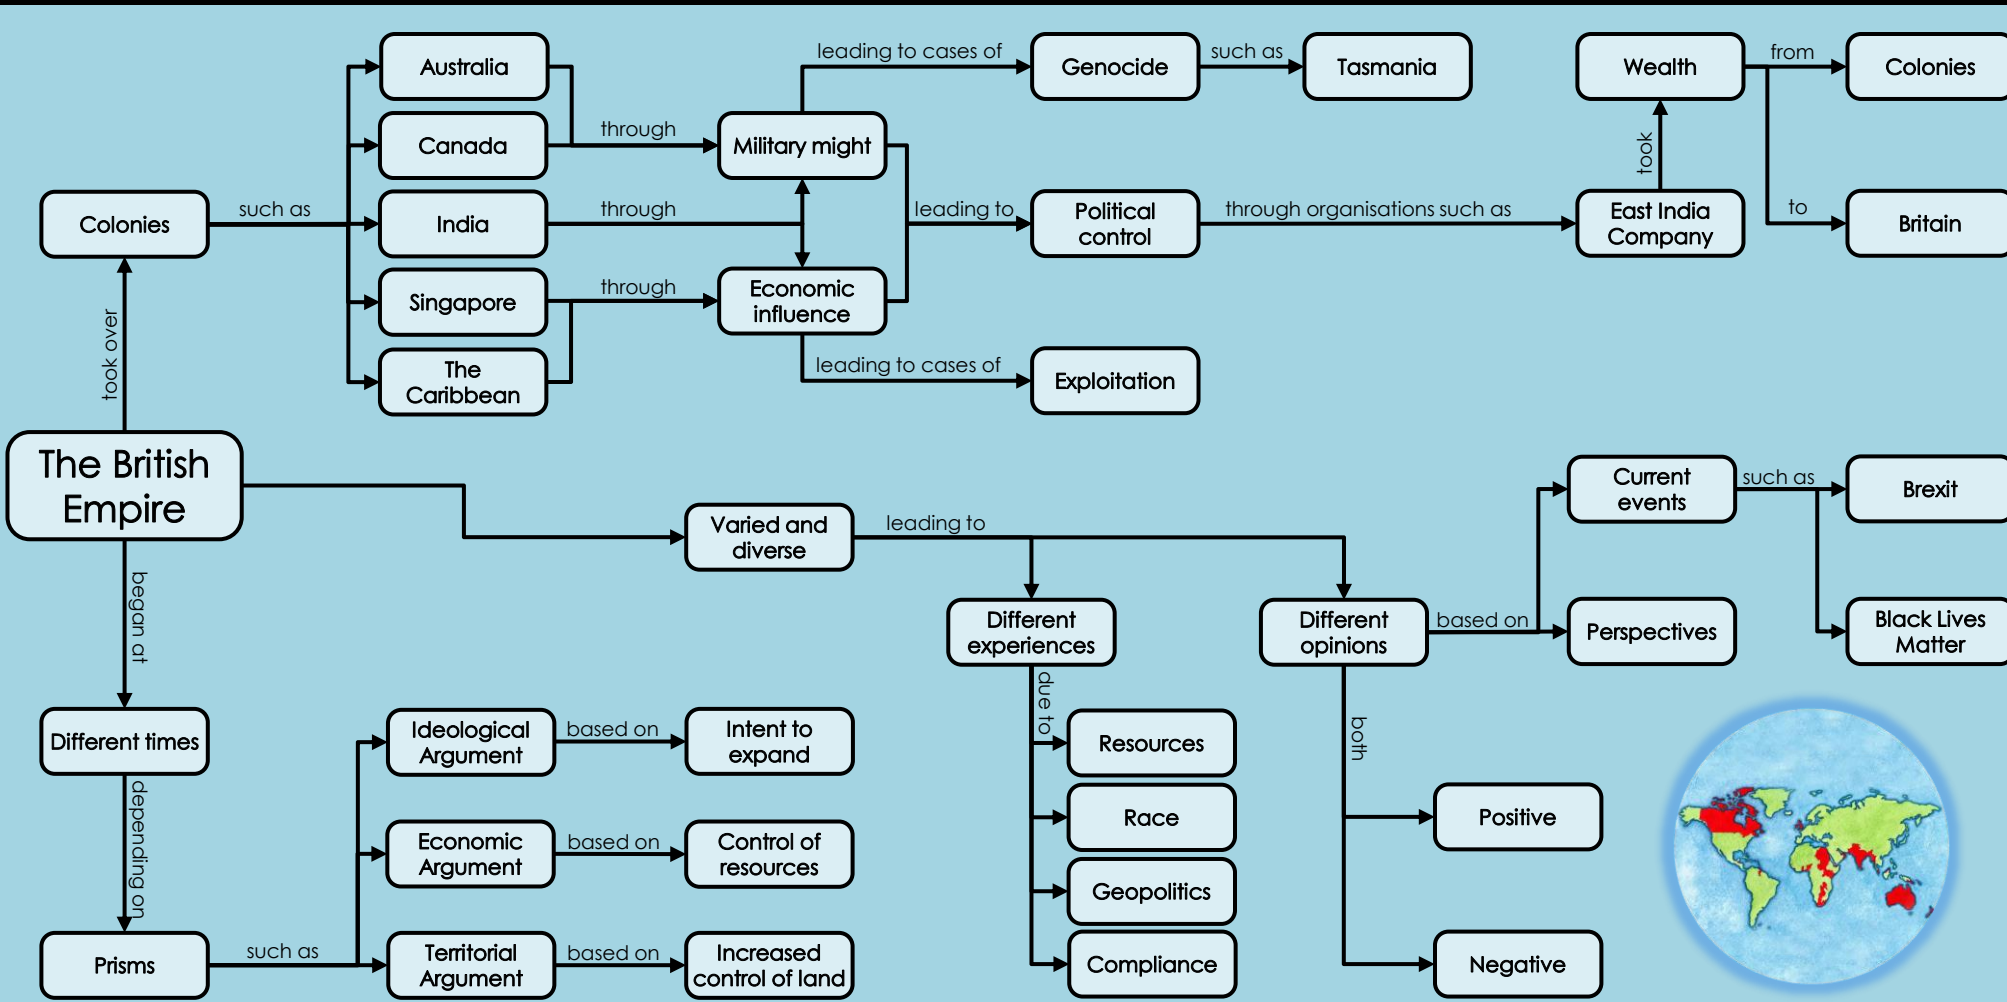 Australia
leading to cases of
Genocide
such as
Tasmania
Wealth
from
Colonies
Canada
through
Military might
took
Colonies
such as
India
through
leading to
Political
control
through organisations such as
East India
Company
to
Britain
Singapore
through
Economic
influence
took over
The
Caribbean
leading to cases of
Exploitation
The British
Empire
Varied and
diverse
leading to
Current
events
such as
Brexit
began at
Different
experiences
Different
opinions
based on
Perspectives
Black Lives
Matter
due to
both
Different times
Ideological
Argument
based on
Intent to
expand
Resources
depending on
Economic
Argument
based on
Control of
resources
Race
Positive
Geopolitics
Prisms
such as
Territorial
Argument
based on
Increased
control of land
Compliance
Negative